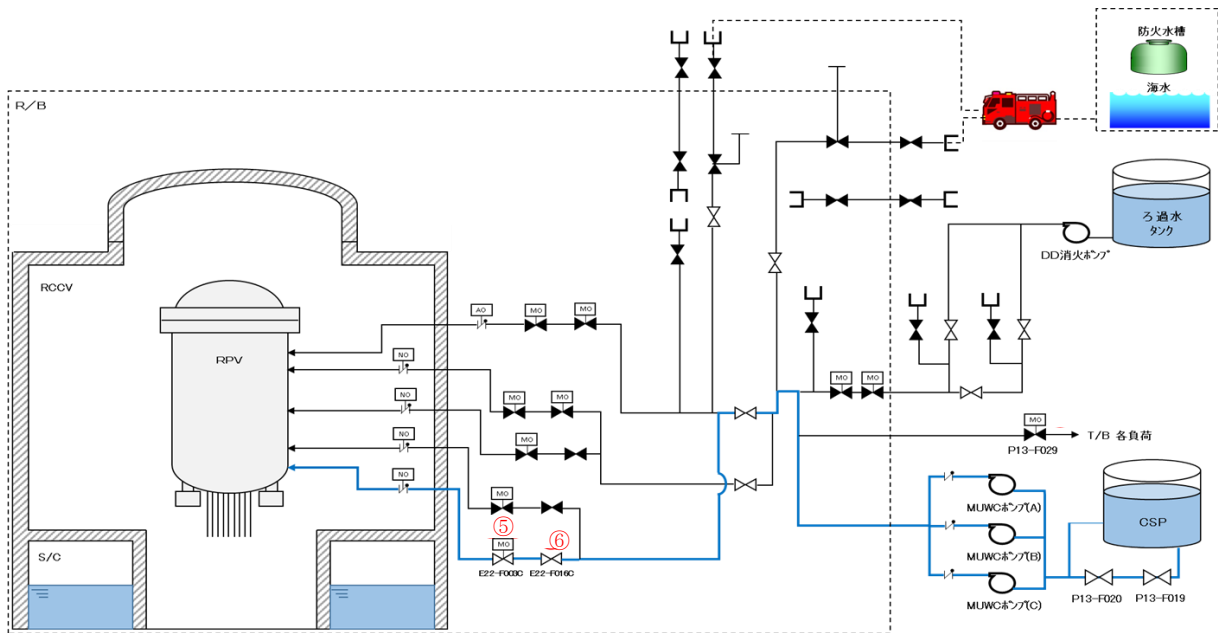 防火水槽
海水
R/B
ろ過水
タンク
DD消火ポンプ
RCCV
AO
MO
MO
RPV
NO
MO
MO
MO
MO
NO
MO
T/B 各負荷
P13-F029
MO
NO
MO
MUWCポンプ(A)
CSP
⑤
⑥
NO
MO
S/C
E22-F003C
E22-F016C
MUWCポンプ(B)
P13-F020
P13-F019
MUWCポンプ(C)